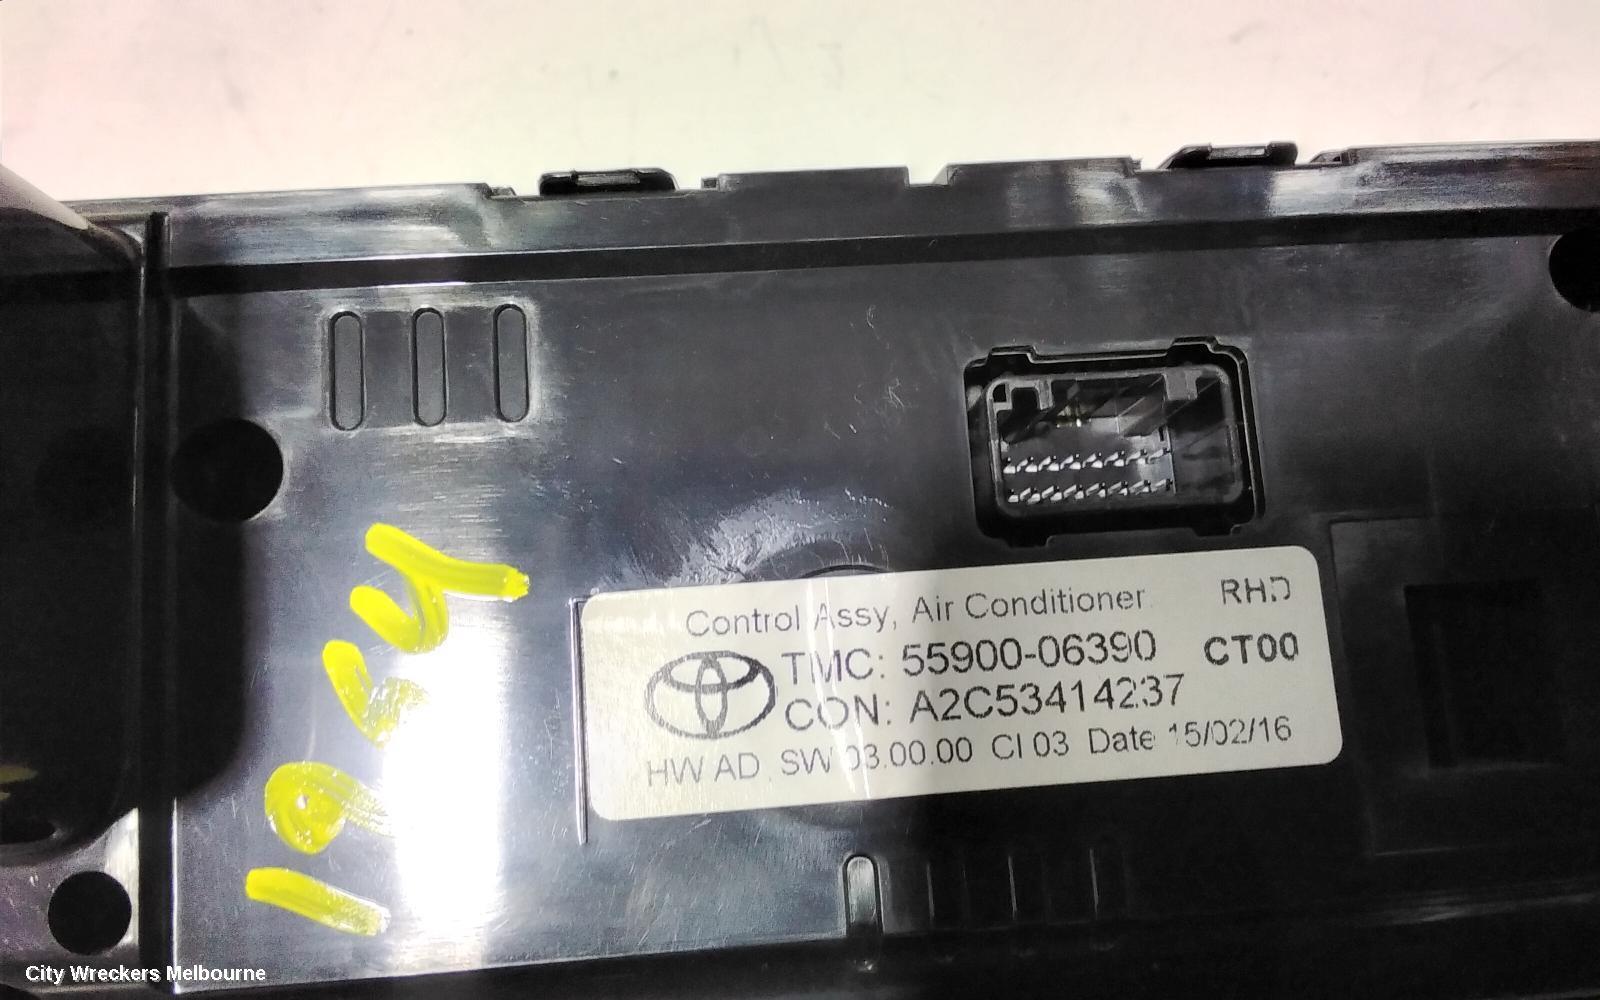 Control Assy, Air Conditioner RHD
TMC: 55900-06390 CT00
CON: A2C53414237
HW AD SW 03.00.00 CI 03 Date 15/02/16
City Wreckers Melbourne